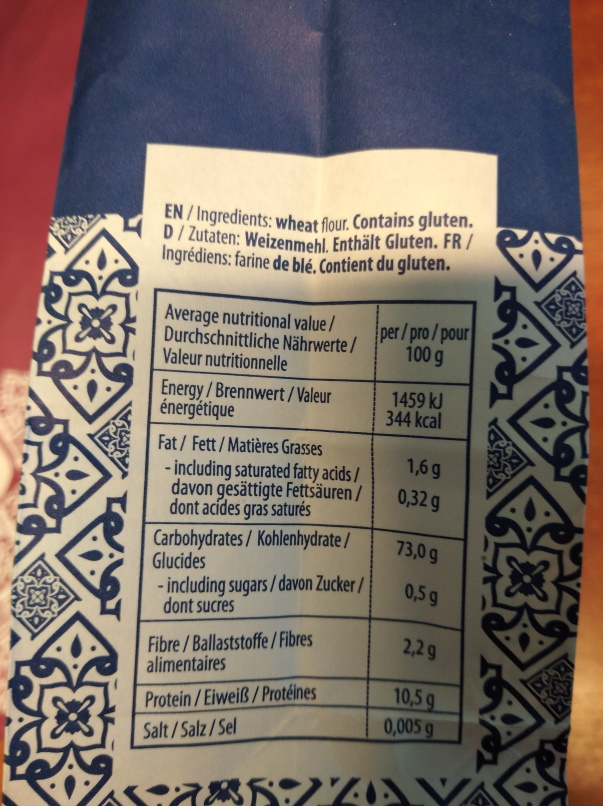 EN / Ingredients: wheat flour. Contains gluten.
D / Zutaten: Weizenmehl. Enthält Gluten. FR /
Ingrédiens: farine de blé. Contient du gluten.
Average nutritional value /
Durchschnittliche Nährwerte /
Valeur nutritionnelle
per / pro / pour
100 g
Energy / Brennwert / Valeur
énergétique
1459 kJ
344 kcal
Fat / Fett / Matières Grasses
1,6 g
- including saturated fatty acids /
davon gesättigte Fettsäuren /
dont acides gras saturés
0,32 g
Carbohydrates / Kohlenhydrate /
Glucides
73,0 g
- including sugars / davon Zucker /
dont sucres
0,5 g
Fibre / Ballaststoffe / Fibres
alimentaires
2,2 g
Protein / Eiweiß / Protéines
10,5 g
Salt / Salz / Sel
0,005 g